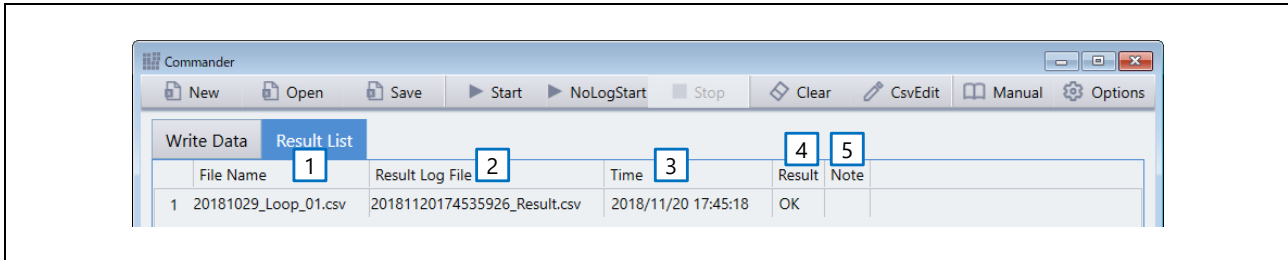 Commander
New Open Save Start NoLogStart Stop Clear CsvEdit Manual Options
Write Data Result List
1 2 3 4 5
File Name Result Log File Time Result Note
1 20181029_Loop_01.csv 20181120174535926_Result.csv 2018/11/20 17:45:18 OK